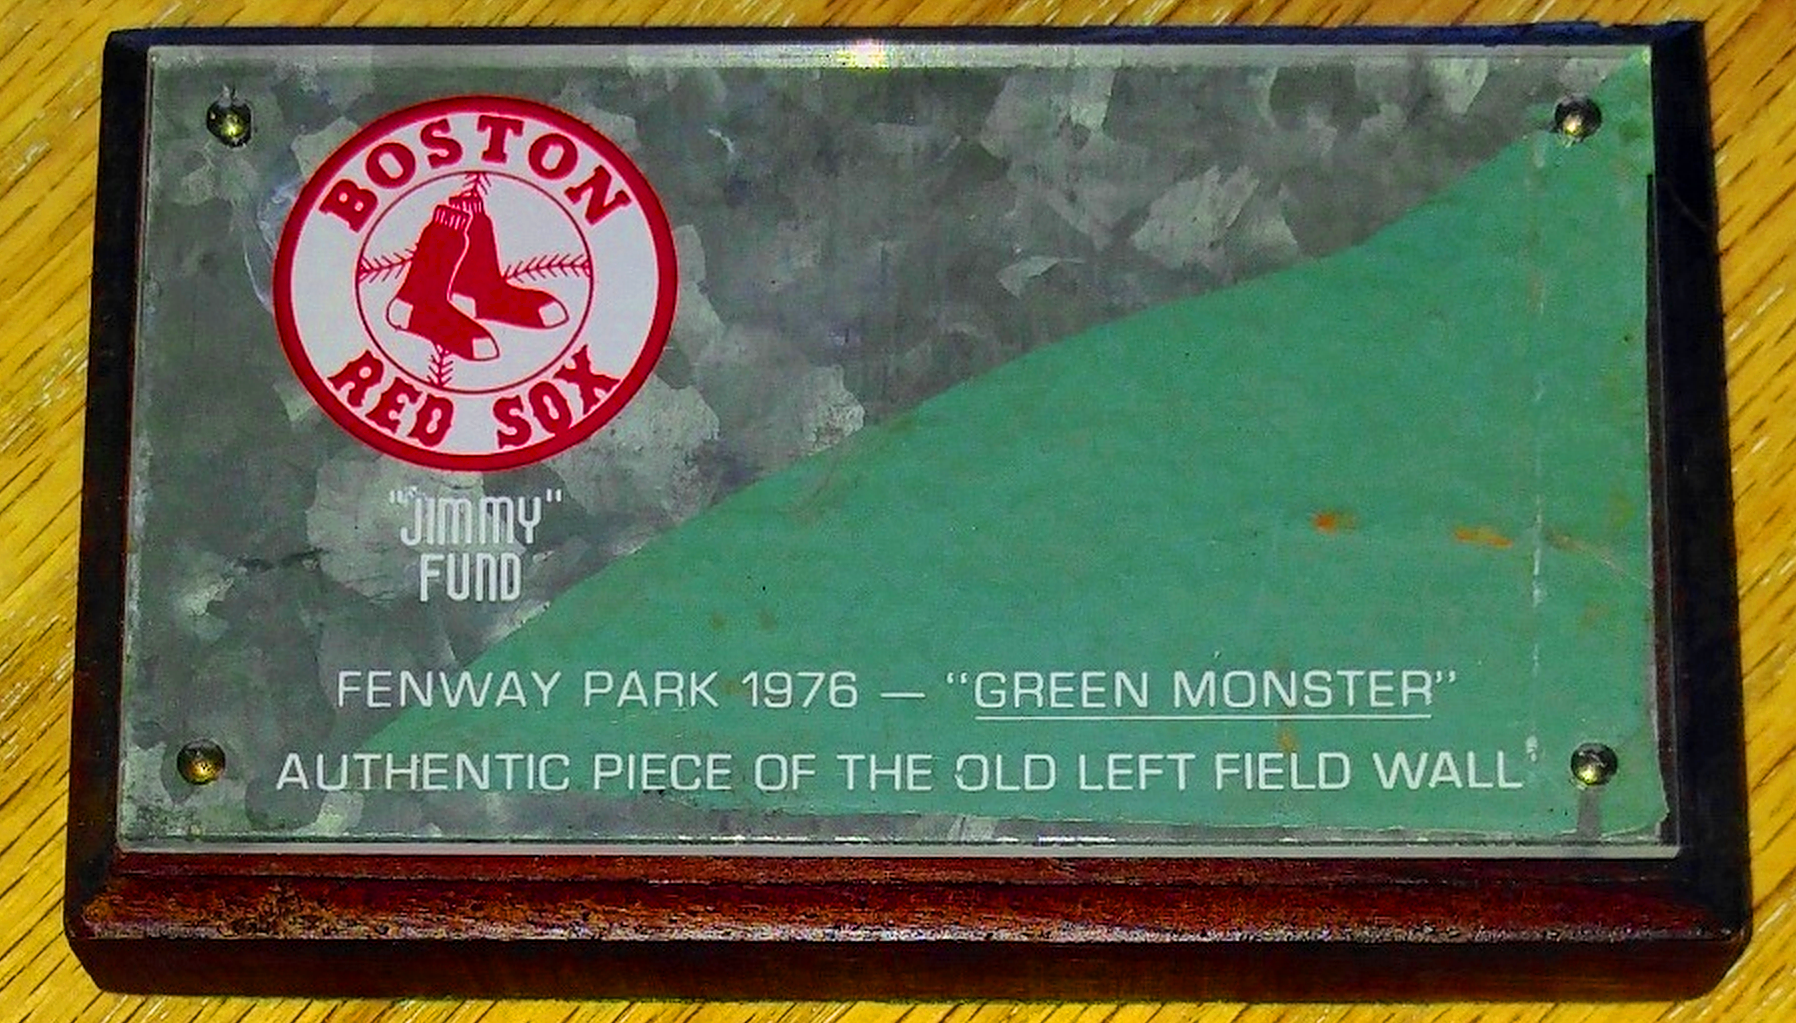 BOSTON
RED SOX
"JIMMY"
FUND
FENWAY PARK 1976 — “GREEN MONSTER”
AUTHENTIC PIECE OF THE OLD LEFT FIELD WALL